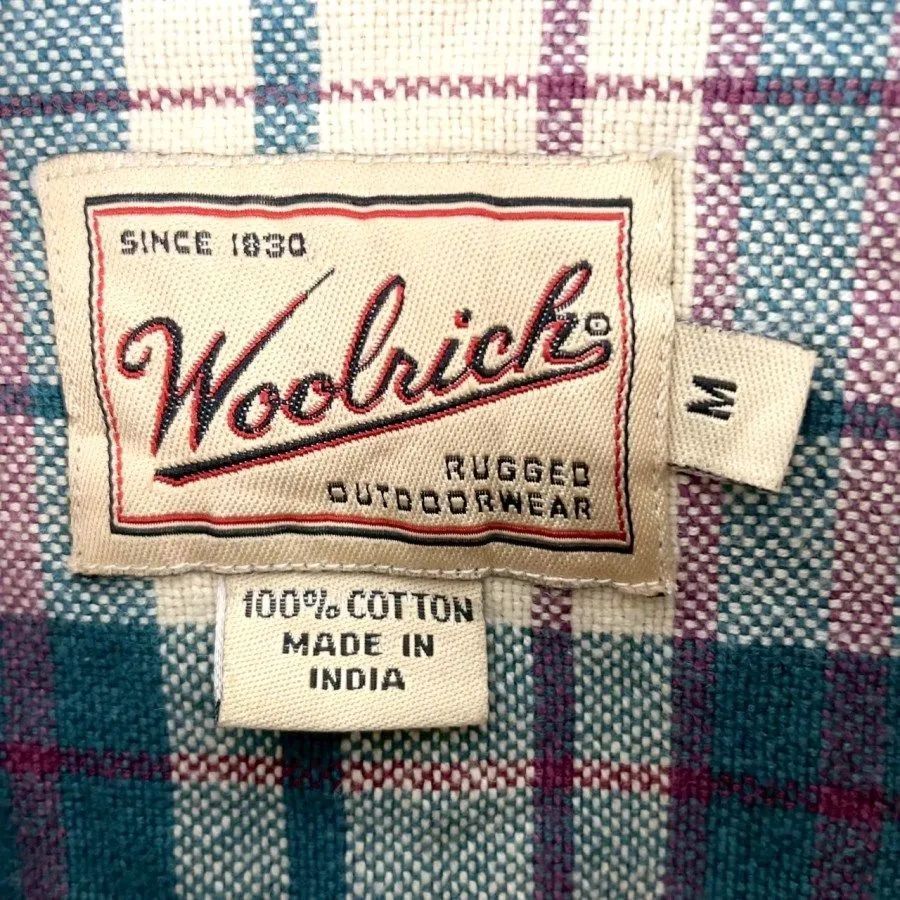 SINCE 1830
Woolrich®
RUGGED
OUTDOORWEAR
M
100% COTTON
MADE IN
INDIA